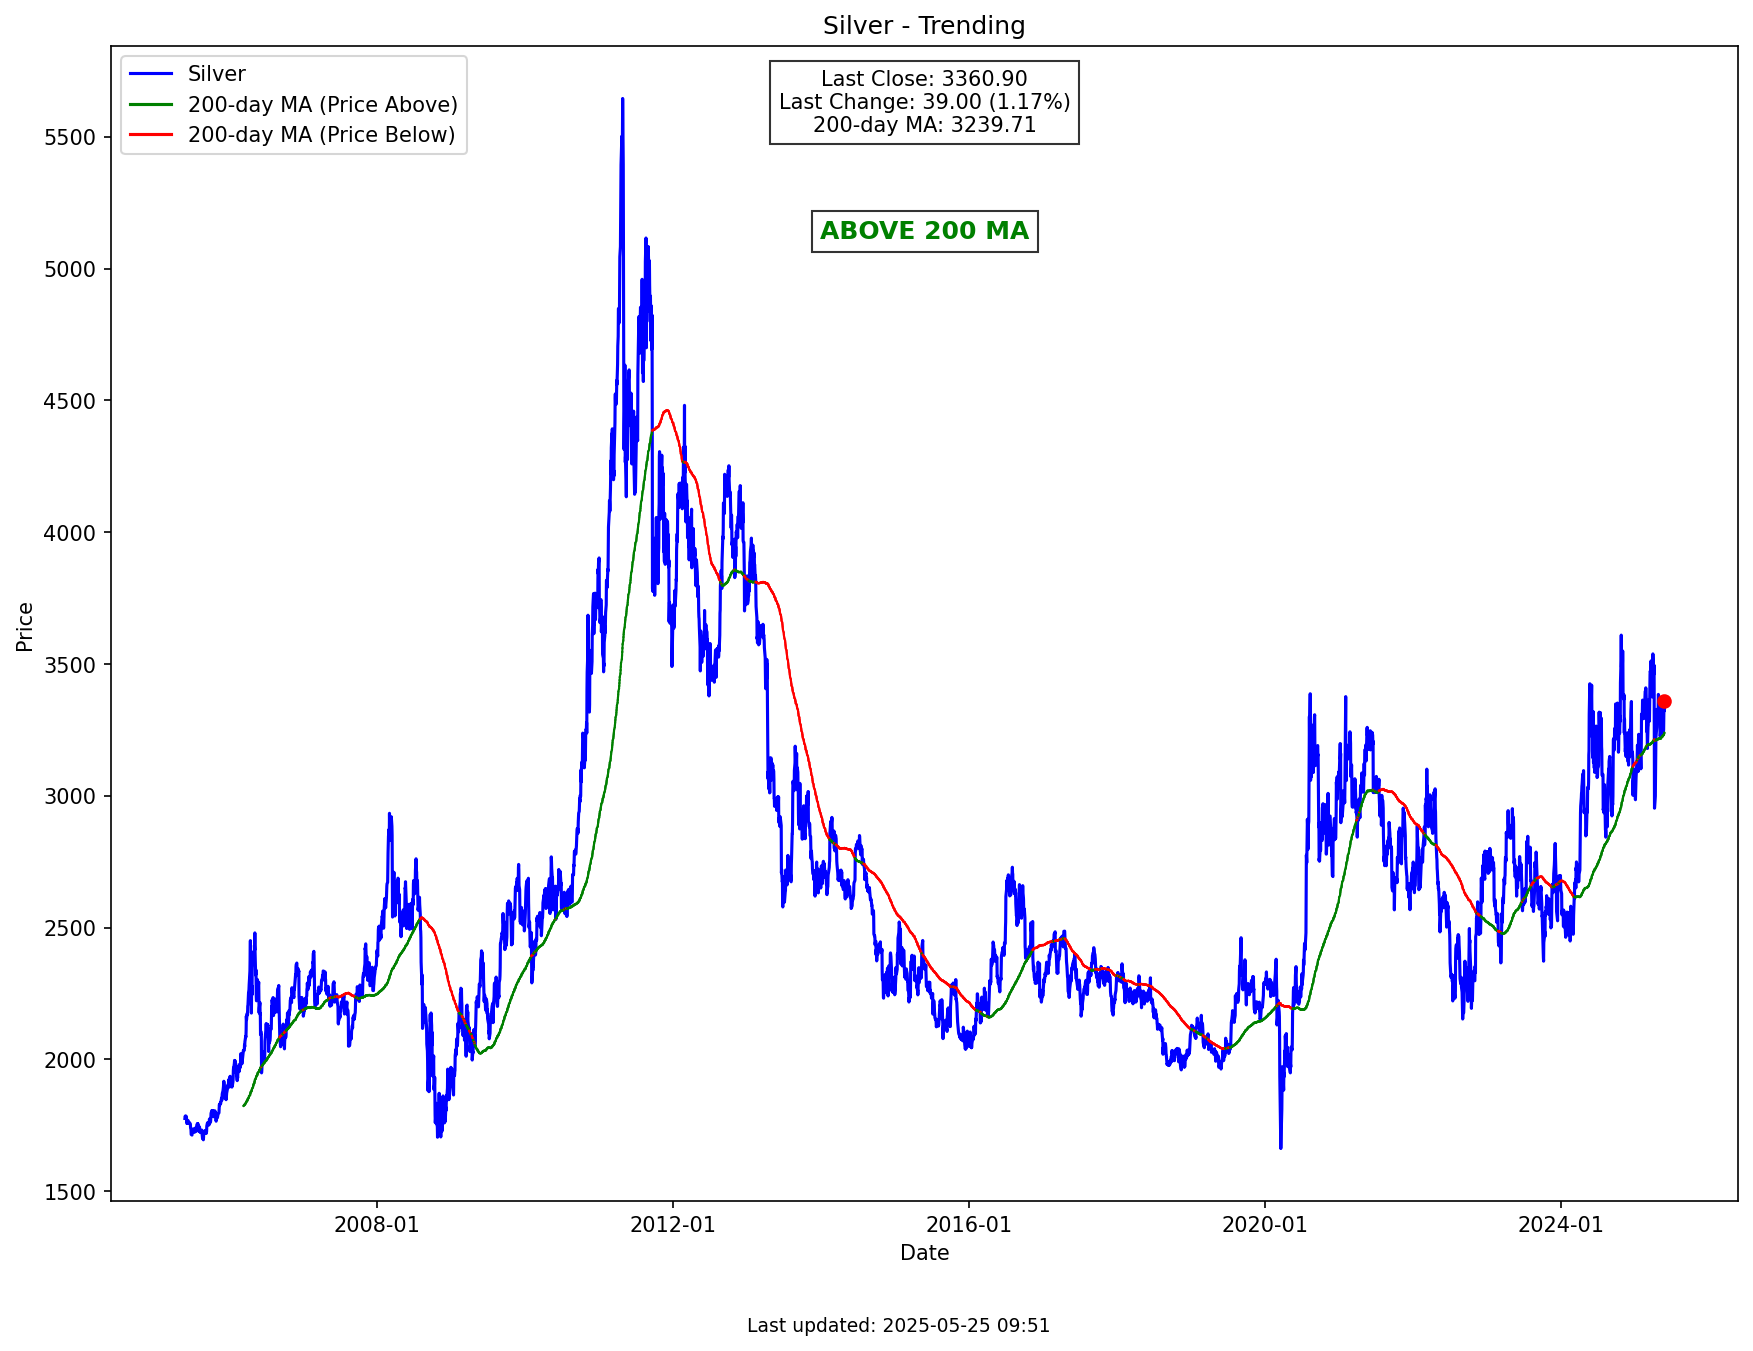 Silver - Trending
Silver
200-day MA (Price Above)
200-day MA (Price Below)
Last Close: 3360.90
Last Change: 39.00 (1.17%)
200-day MA: 3239.71
ABOVE 200 MA
Price
5500
5000
4500
4000
3500
3000
2500
2000
1500
2008-01
2012-01
2016-01
2020-01
2024-01
Date
Last updated: 2025-05-25 09:51